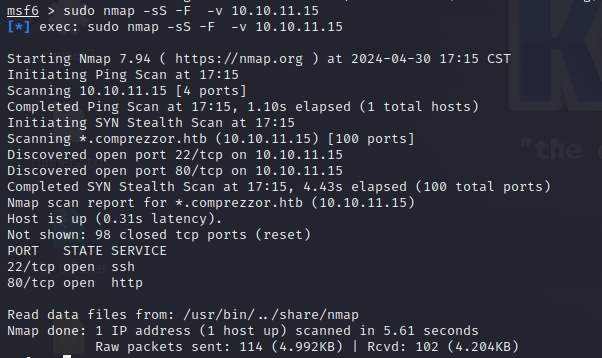 msf6 > sudo nmap -sS -F  -v 10.10.11.15
[*] exec: sudo nmap -sS -F  -v 10.10.11.15

Starting Nmap 7.94 ( https://nmap.org ) at 2024-04-30 17:15 CST
Initiating Ping Scan at 17:15
Scanning 10.10.11.15 [4 ports]
Completed Ping Scan at 17:15, 1.10s elapsed (1 total hosts)
Initiating SYN Stealth Scan at 17:15
Scanning *.comprezzor.htb (10.10.11.15) [100 ports]
Discovered open port 22/tcp on 10.10.11.15
Discovered open port 80/tcp on 10.10.11.15
Completed SYN Stealth Scan at 17:15, 4.43s elapsed (100 total ports)
Nmap scan report for *.comprezzor.htb (10.10.11.15)
Host is up (0.31s latency).
Not shown: 98 closed tcp ports (reset)
PORT   STATE SERVICE
22/tcp open  ssh
80/tcp open  http

Read data files from: /usr/bin/../share/nmap
Nmap done: 1 IP address (1 host up) scanned in 5.61 seconds
           Raw packets sent: 114 (4.992KB) | Rcvd: 102 (4.204KB)
"the